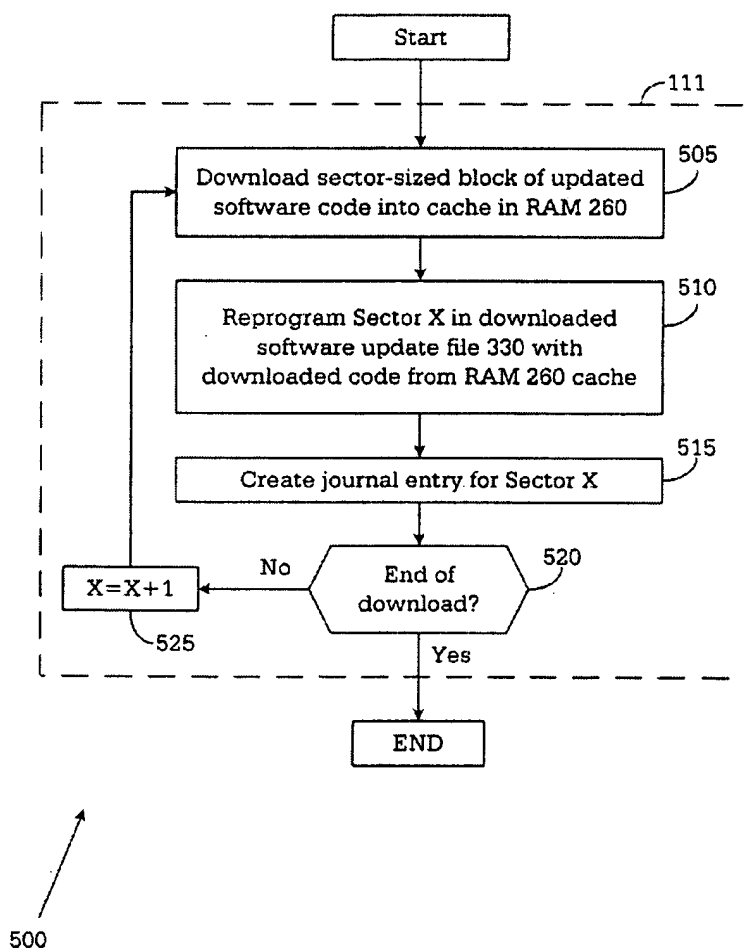 Start
111
Download sector-sized block of updated
software code into cache in RAM 260
505
Reprogram Sector X in downloaded
software update file 330 with
downloaded code from RAM 260 cache
510
Create journal entry for Sector X
515
End of
download?
520
No
X=X+1
525
Yes
END
500